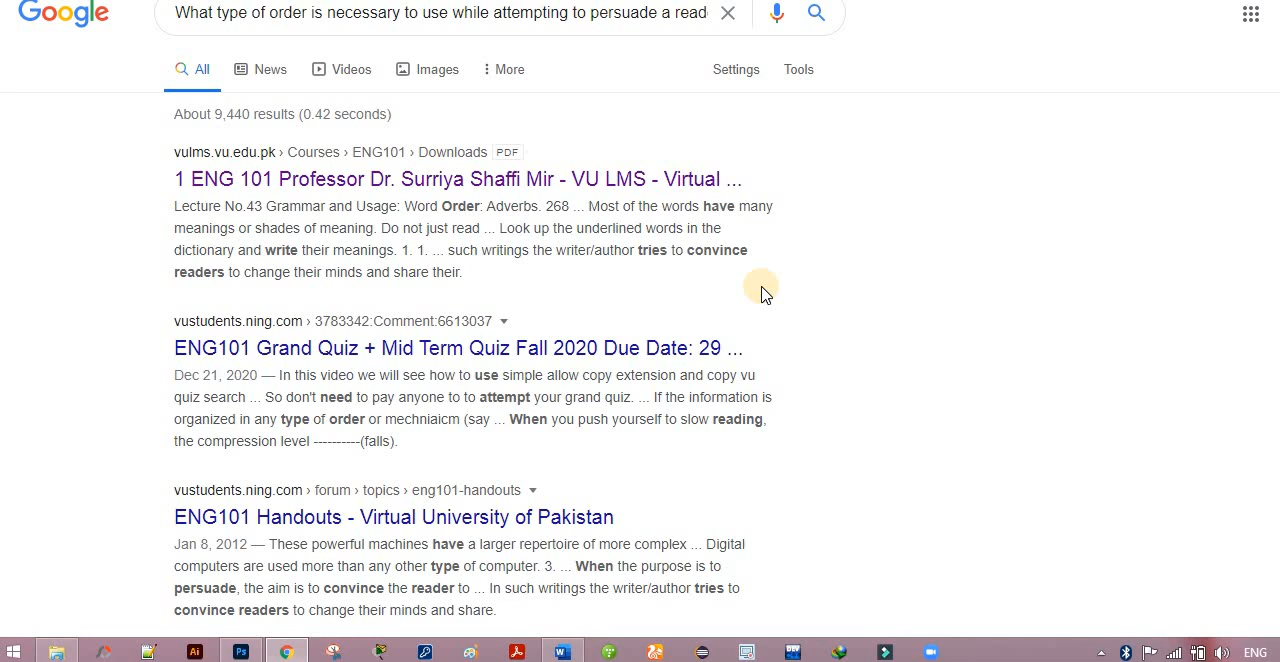 Google
What type of order is necessary to use while attempting to persuade a read
All News Videos Images More Settings Tools
About 9,440 results (0.42 seconds)
vulms.vu.edu.pk › Courses › ENG101 › Downloads PDF
1 ENG 101 Professor Dr. Surriya Shaffi Mir - VU LMS - Virtual ...
Lecture No.43 Grammar and Usage: Word Order: Adverbs. 268 ... Most of the words have many
meanings or shades of meaning. Do not just read ... Look up the underlined words in the
dictionary and write their meanings. 1. 1. ... such writings the writer/author tries to convince
readers to change their minds and share their.
vustudents.ning.com › 3783342:Comment:6613037
ENG101 Grand Quiz + Mid Term Quiz Fall 2020 Due Date: 29 ...
Dec 21, 2020 — In this video we will see how to use simple allow copy extension and copy vu
quiz search ... So don't need to pay anyone to to attempt your grand quiz. ... If the information is
organized in any type of order or mechniaicm (say ... When you push yourself to slow reading,
the compression level ----------(falls).
vustudents.ning.com › forum › topics › eng101-handouts
ENG101 Handouts - Virtual University of Pakistan
Jan 8, 2012 — These powerful machines have a larger repertoire of more complex ... Digital
computers are used more than any other type of computer. 3. ... When the purpose is to
persuade, the aim is to convince the reader to ... In such writings the writer/author tries to
convince readers to change their minds and share.
Ai Ps W DEV ENG